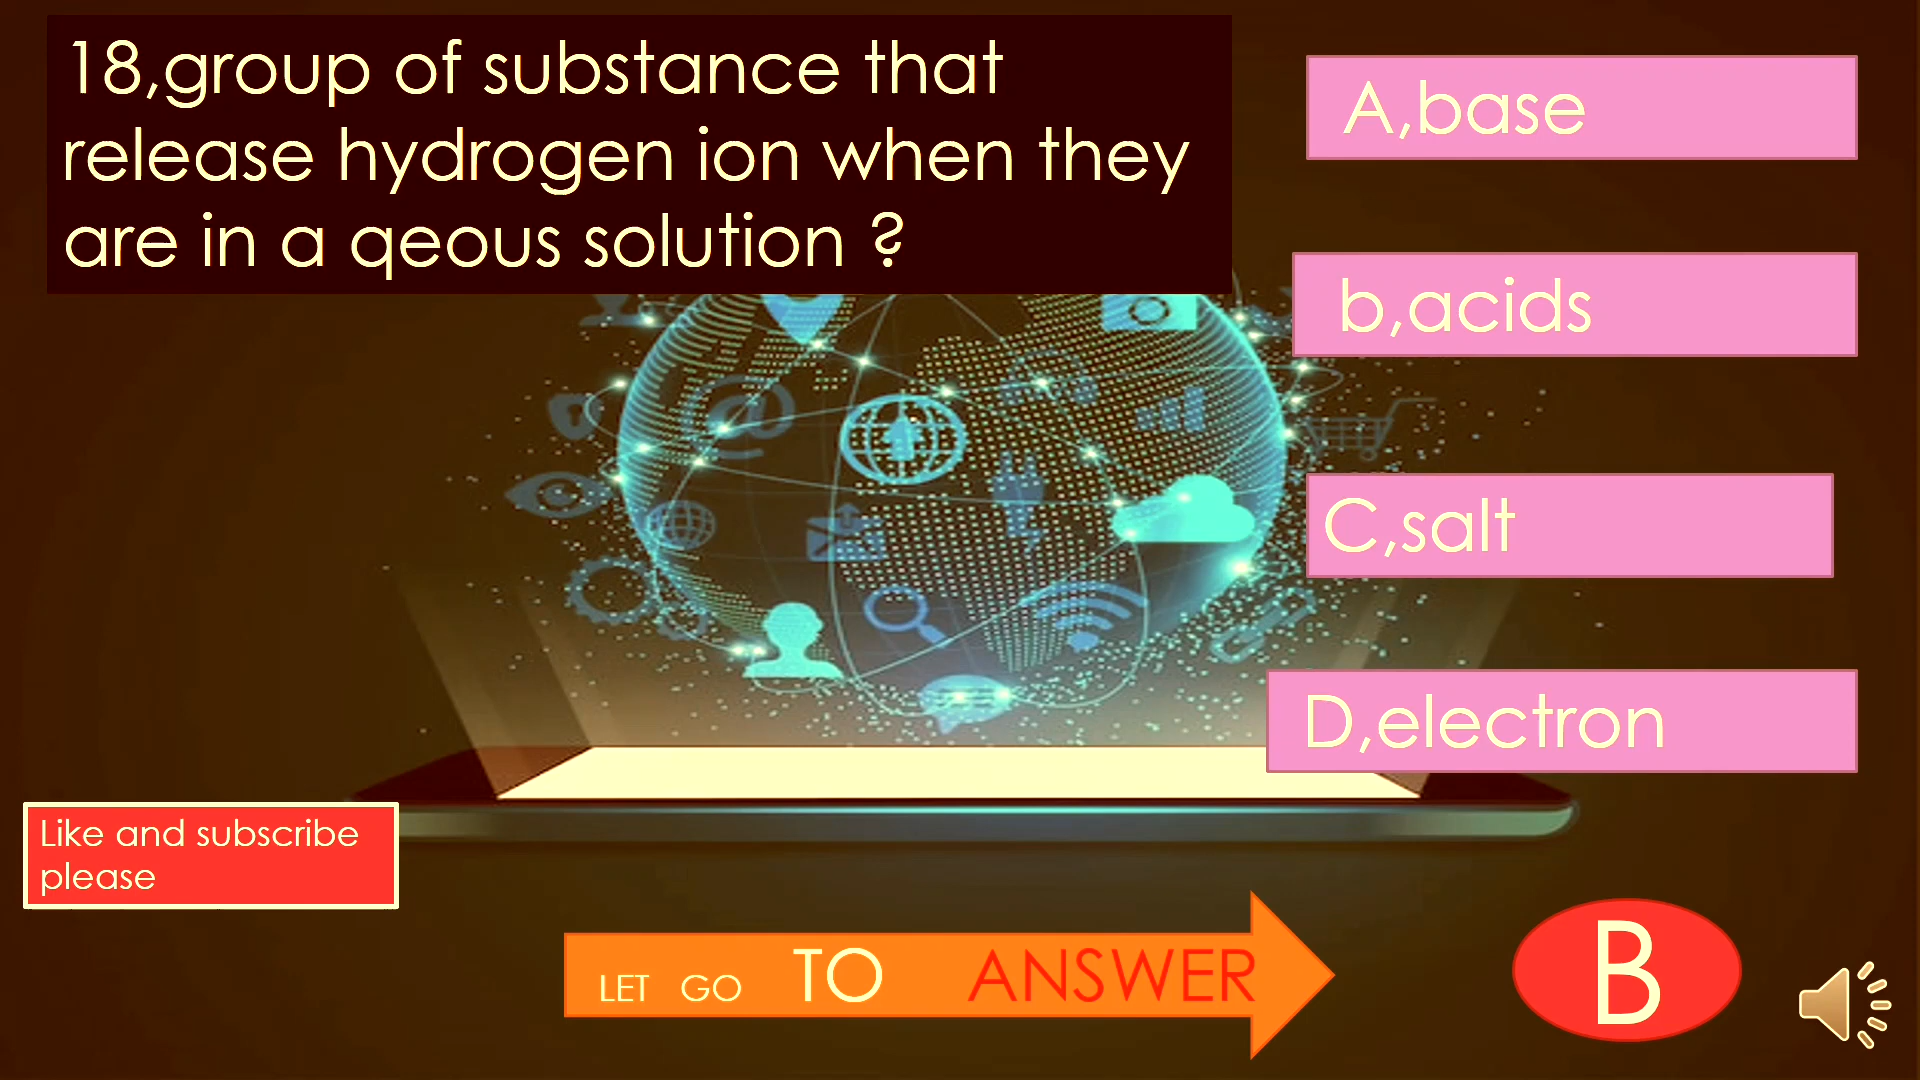 18,group of substance that
release hydrogen ion when they
are in a qeous solution ?
A,base
b,acids
C,salt
D,electron
Like and subscribe
please
LET GO TO ANSWER
B